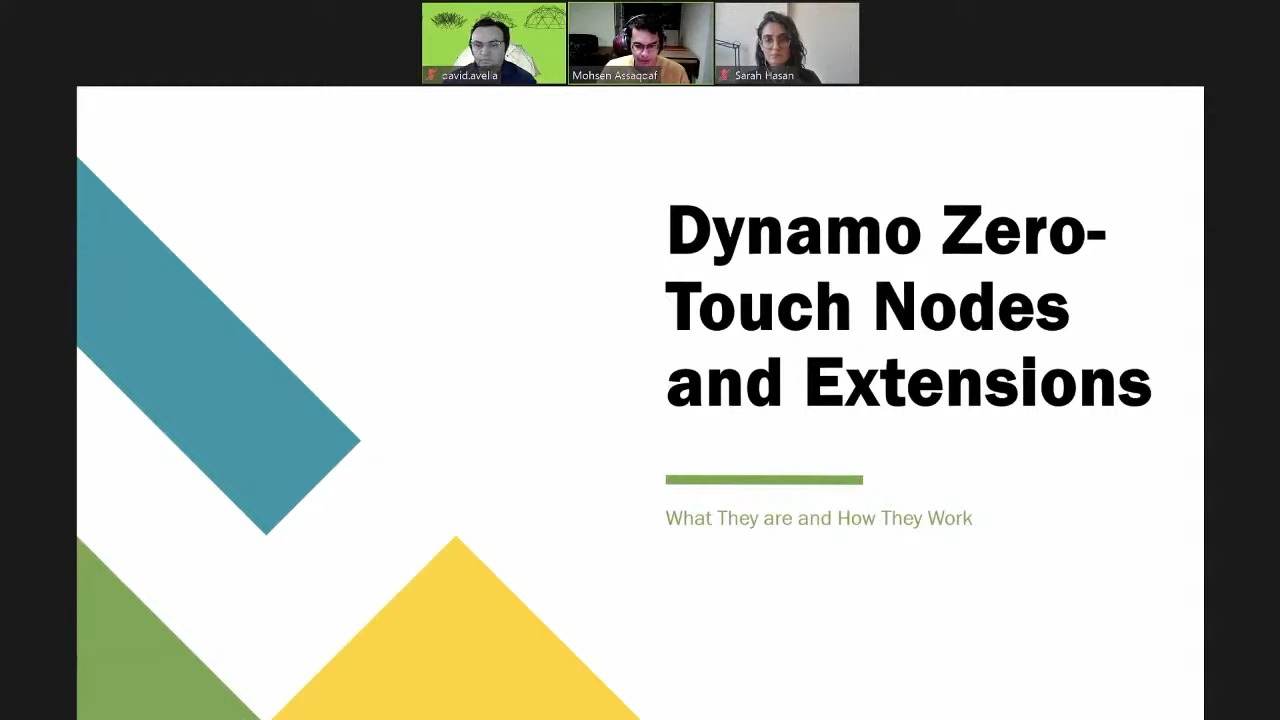 david.avella
Mohsen Assaqqaf
Sarah Hasan
Dynamo Zero-
Touch Nodes
and Extensions
What They are and How They Work